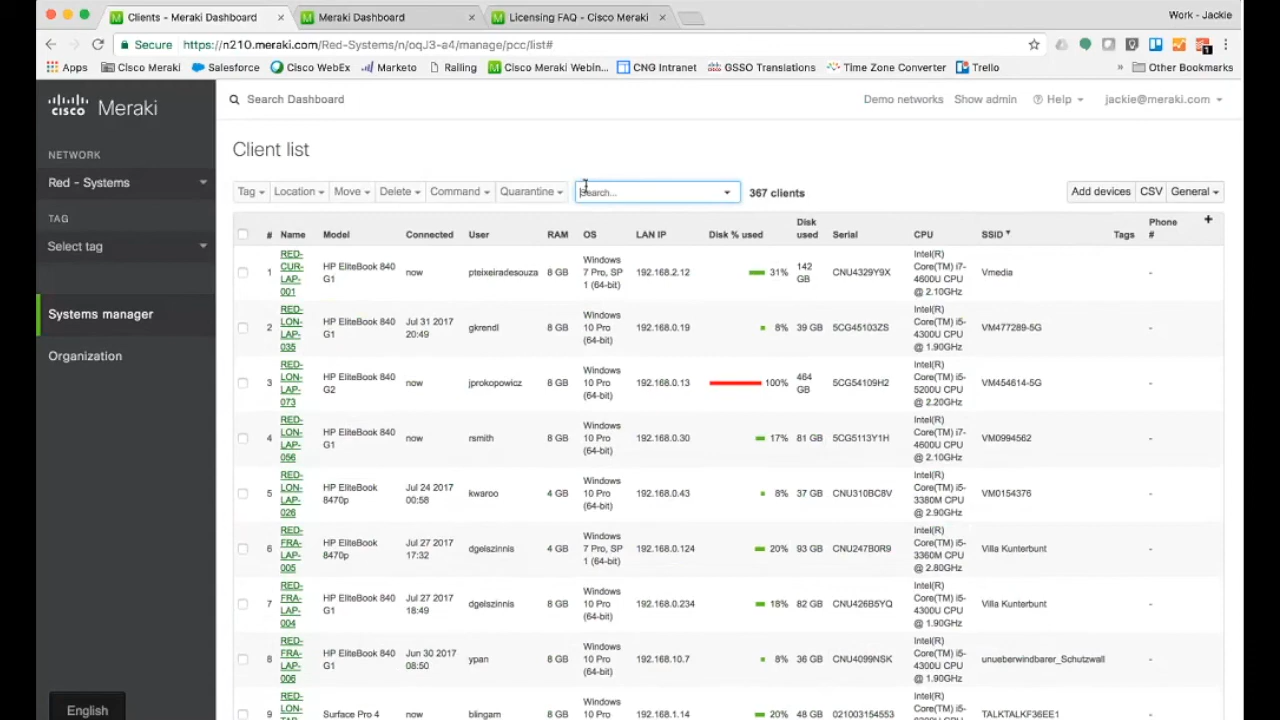 Clients - Meraki Dashboard
Meraki Dashboard
Licensing FAQ - Cisco Meraki
Work - Jackie
Secure
https://n210.meraki.com/Red-Systems/n/oqJ3-a4/manage/pcc/list#
1
Apps
Cisco Meraki
Salesforce
Cisco WebEx
Marketo
Railing
Cisco Meraki Webin...
CNG Intranet
GSSO Translations
Time Zone Converter
Trello
»
Other Bookmarks
CISCO Meraki
NETWORK
Red - Systems
TAG
Select tag
Systems manager
Organization
English
Search Dashboard
Demo networks
Show admin
Help
jackie@meraki.com
Client list
Tag
Location
Move
Delete
Command
Quarantine
Search...
367 clients
Add devices
CSV
General
# Name Model Connected User RAM OS LAN IP Disk % used Disk used Serial CPU SSID Tags Phone #
+
1 RED-CUR-LAP-001 HP EliteBook 840 G1 now pteixeiradesouza 8 GB Windows 7 Pro, SP 1 (64-bit) 192.168.2.12 31% 142 GB CNU4329Y9X Intel(R) Core(TM) i7-4600U CPU @ 2.10GHz Vmedia -
2 RED-LON-LAP-035 HP EliteBook 840 G1 Jul 31 2017 20:49 gkrendl 8 GB Windows 10 Pro (64-bit) 192.168.0.19 8% 39 GB 5CG45103ZS Intel(R) Core(TM) i5-4300U CPU @ 1.90GHz VM477289-5G -
3 RED-LON-LAP-073 HP EliteBook 840 G2 now jprokopowicz 8 GB Windows 10 Pro (64-bit) 192.168.0.13 100% 464 GB 5CG54109H2 Intel(R) Core(TM) i5-5200U CPU @ 2.20GHz VM454614-5G -
4 RED-LON-LAP-056 HP EliteBook 840 G1 now rsmith 8 GB Windows 10 Pro (64-bit) 192.168.0.30 17% 81 GB 5CG5113Y1H Intel(R) Core(TM) i7-4600U CPU @ 2.10GHz VM0994562 -
5 RED-LON-LAP-026 HP EliteBook 8470p Jul 24 2017 00:58 kwaroo 4 GB Windows 10 Pro (64-bit) 192.168.0.43 8% 37 GB CNU310BC8V Intel(R) Core(TM) i5-3380M CPU @ 2.90GHz VM0154376 -
6 RED-FRA-LAP-005 HP EliteBook 8470p Jul 27 2017 17:32 dgelszinnis 4 GB Windows 7 Pro, SP 1 (64-bit) 192.168.0.124 20% 93 GB CNU247B0R9 Intel(R) Core(TM) i5-3360M CPU @ 2.80GHz Villa Kunterbunt -
7 RED-FRA-LAP-004 HP EliteBook 840 G1 Jul 27 2017 18:49 dgelszinnis 8 GB Windows 10 Pro (64-bit) 192.168.0.234 18% 82 GB CNU426B5YQ Intel(R) Core(TM) i5-4300U CPU @ 1.90GHz Villa Kunterbunt -
8 RED-FRA-LAP-006 HP EliteBook 840 G1 Jun 30 2017 08:50 ypan 8 GB Windows 10 Pro (64-bit) 192.168.10.7 8% 36 GB CNU4099NSK Intel(R) Core(TM) i5-4300U CPU @ 1.90GHz unueberwindbarer_Schutzwall -
9 RED-LON- Surface Pro 4 now blingam 8 GB Windows 10 Pro 192.168.1.14 20% 48 GB 021003154553 Intel(R) Core(TM) i5- TALKTALKF36EE1 -